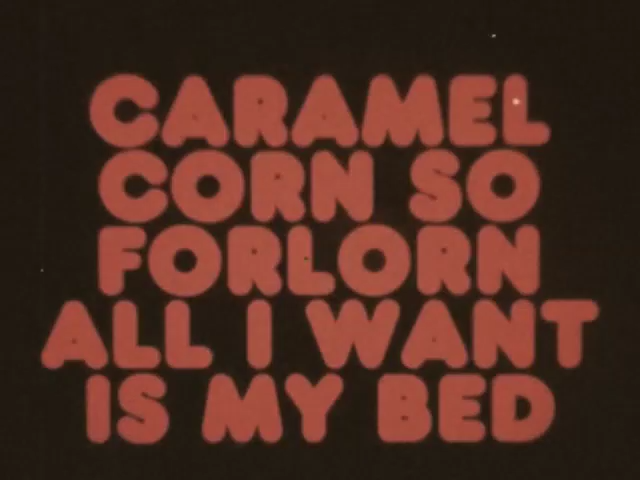 CARAMEL
CORN SO
FORLORN
ALL I WANT
IS MY BED